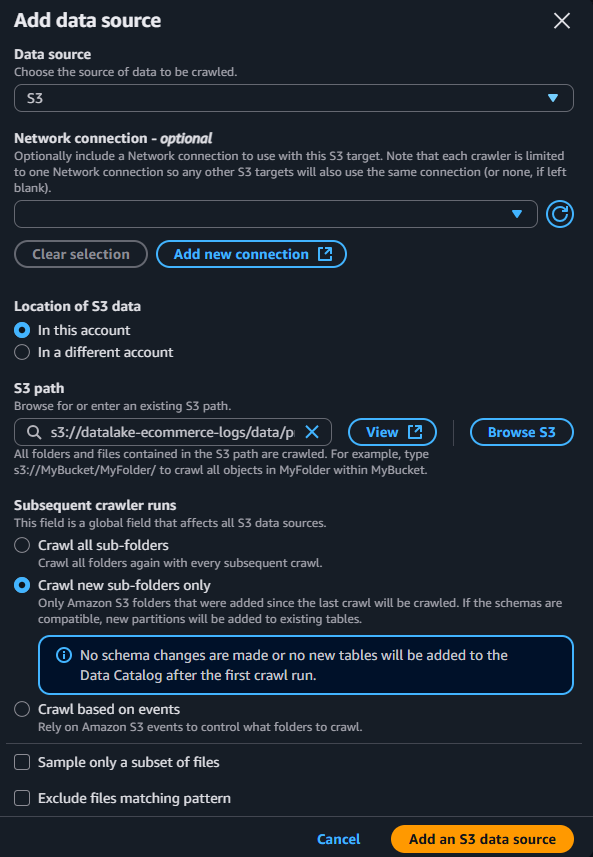 Add data source
Data source
Choose the source of data to be crawled.
S3
Network connection - optional
Optionally include a Network connection to use with this S3 target. Note that each crawler is limited
to one Network connection so any other S3 targets will also use the same connection (or none, if left
blank).
Clear selection
Add new connection
Location of S3 data
In this account
In a different account
S3 path
Browse for or enter an existing S3 path.
s3://datalake-ecommerce-logs/data/p
View
Browse S3
All folders and files contained in the S3 path are crawled. For example, type
s3://MyBucket/MyFolder/ to crawl all objects in MyFolder within MyBucket.
Subsequent crawler runs
This field is a global field that affects all S3 data sources.
Crawl all sub-folders
Crawl all folders again with every subsequent crawl.
Crawl new sub-folders only
Only Amazon S3 folders that were added since the last crawl will be crawled. If the schemas are
compatible, new partitions will be added to existing tables.
No schema changes are made or no new tables will be added to the
Data Catalog after the first crawl run.
Crawl based on events
Rely on Amazon S3 events to control what folders to crawl.
Sample only a subset of files
Exclude files matching pattern
Cancel
Add an S3 data source